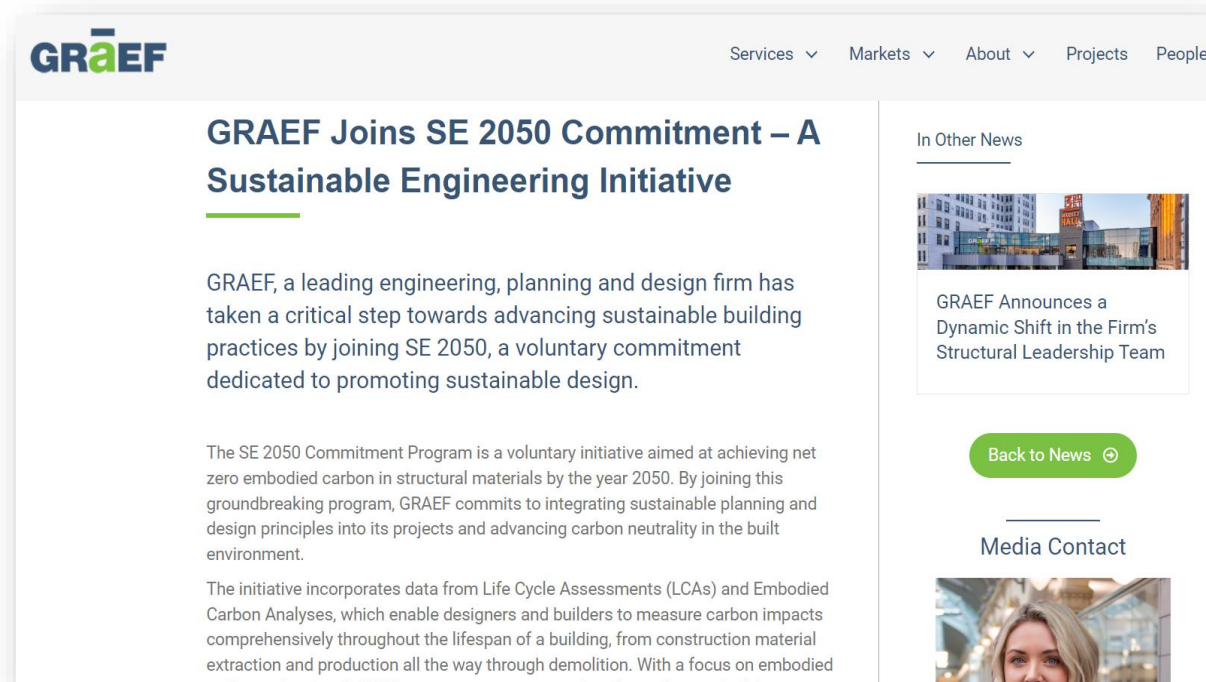 GRAEF
Services
Markets
About
Projects
People
GRAEF Joins SE 2050 Commitment – A
Sustainable Engineering Initiative
GRAEF, a leading engineering, planning and design firm has
taken a critical step towards advancing sustainable building
practices by joining SE 2050, a voluntary commitment
dedicated to promoting sustainable design.
The SE 2050 Commitment Program is a voluntary initiative aimed at achieving net
zero embodied carbon in structural materials by the year 2050. By joining this
groundbreaking program, GRAEF commits to integrating sustainable planning and
design principles into its projects and advancing carbon neutrality in the built
environment.
The initiative incorporates data from Life Cycle Assessments (LCAs) and Embodied
Carbon Analyses, which enable designers and builders to measure carbon impacts
comprehensively throughout the lifespan of a building, from construction material
extraction and production all the way through demolition. With a focus on embodied
In Other News
GRAEF
MARKET
HALL
GRAEF Announces a
Dynamic Shift in the Firm's
Structural Leadership Team
Back to News
Media Contact